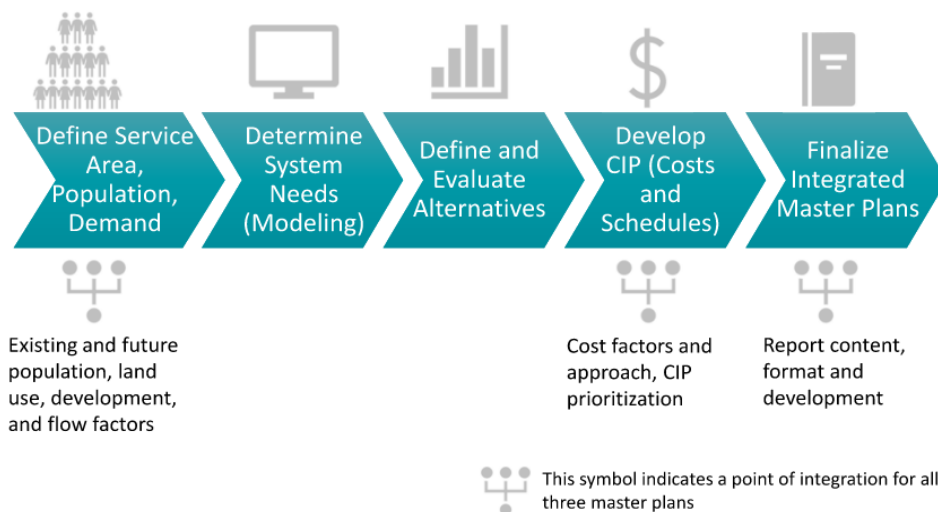 Define Service
Area,
Population,
Demand
Determine
System
Needs
(Modeling)
Define and
Evaluate
Alternatives
Develop
CIP (Costs
and
Schedules)
Finalize
Integrated
Master Plans
Existing and future
population, land
use, development,
and flow factors
Cost factors and
approach, CIP
prioritization
Report content,
format and
development
This symbol indicates a point of integration for all
three master plans